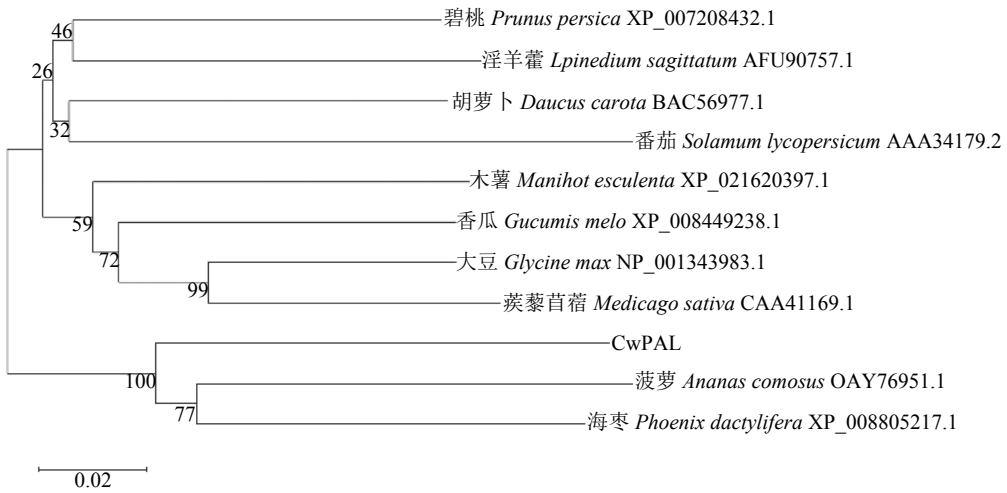 46
碧桃 Prunus persica XP_007208432.1
淫羊藿 Lpinedium sagittatum AFU90757.1
26
胡萝卜 Daucus carota BAC56977.1
32
番茄 Solamum lycopersicum AAA34179.2
木薯 Manihot esculenta XP_021620397.1
59
香瓜 Gucumis melo XP_008449238.1
72
大豆 Glycine max NP_001343983.1
99
蒺藜苜蓿 Medicago sativa CAA41169.1
CwPAL
100
菠萝 Ananas comosus OAY76951.1
77
海枣 Phoenix dactylifera XP_008805217.1
0.02